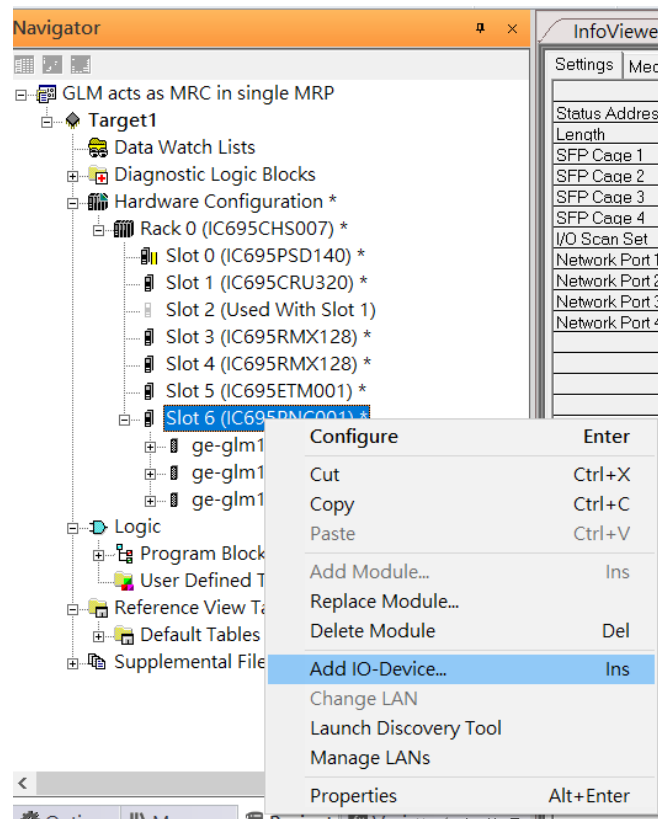 Navigator
InfoViewe
Settings
GLM acts as MRC in single MRP
Target1
Status Addres
Data Watch Lists
Length
Diagnostic Logic Blocks
SFP Cage 1
SFP Cage 2
Hardware Configuration *
SFP Cage 3
Rack 0 (IC695CHS007) *
SFP Cage 4
I/O Scan Set
Slot 0 (IC695PSD140) *
Network Port 1
Slot 1 (IC695CRU320) *
Network Port 2
Slot 2 (Used With Slot 1)
Network Port 3
Slot 3 (IC695RMX128) *
Network Port 4
Slot 4 (IC695RMX128) *
Slot 5 (IC695ETM001) *
Slot 6 (IC695PNC001) *
ge-glm1
ge-glm1
ge-glm1
Logic
Program Block
User Defined T
Reference View Ta
Default Tables
Supplemental File
Configure Enter
Cut Ctrl+X
Copy Ctrl+C
Paste Ctrl+V
Add Module... Ins
Replace Module...
Delete Module Del
Add IO-Device... Ins
Change LAN
Launch Discovery Tool
Manage LANs
Properties Alt+Enter